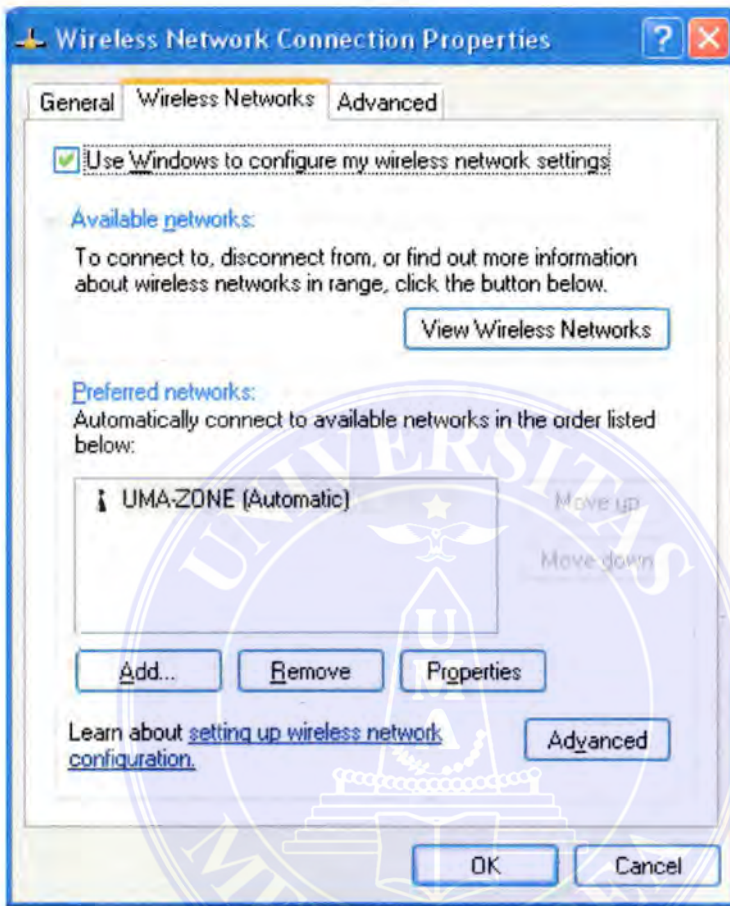 Wireless Network Connection Properties
General Wireless Networks Advanced
Use Windows to configure my wireless network settings
Available networks:
To connect to, disconnect from, or find out more information
about wireless networks in range, click the button below.
View Wireless Networks
Preferred networks:
Automatically connect to available networks in the order listed
below:
UMA-ZONE (Automatic)
Move up
Move down
Add... Remove Properties
Learn about setting up wireless network
configuration.
Advanced
OK Cancel
UNIVERSITAS
UMA